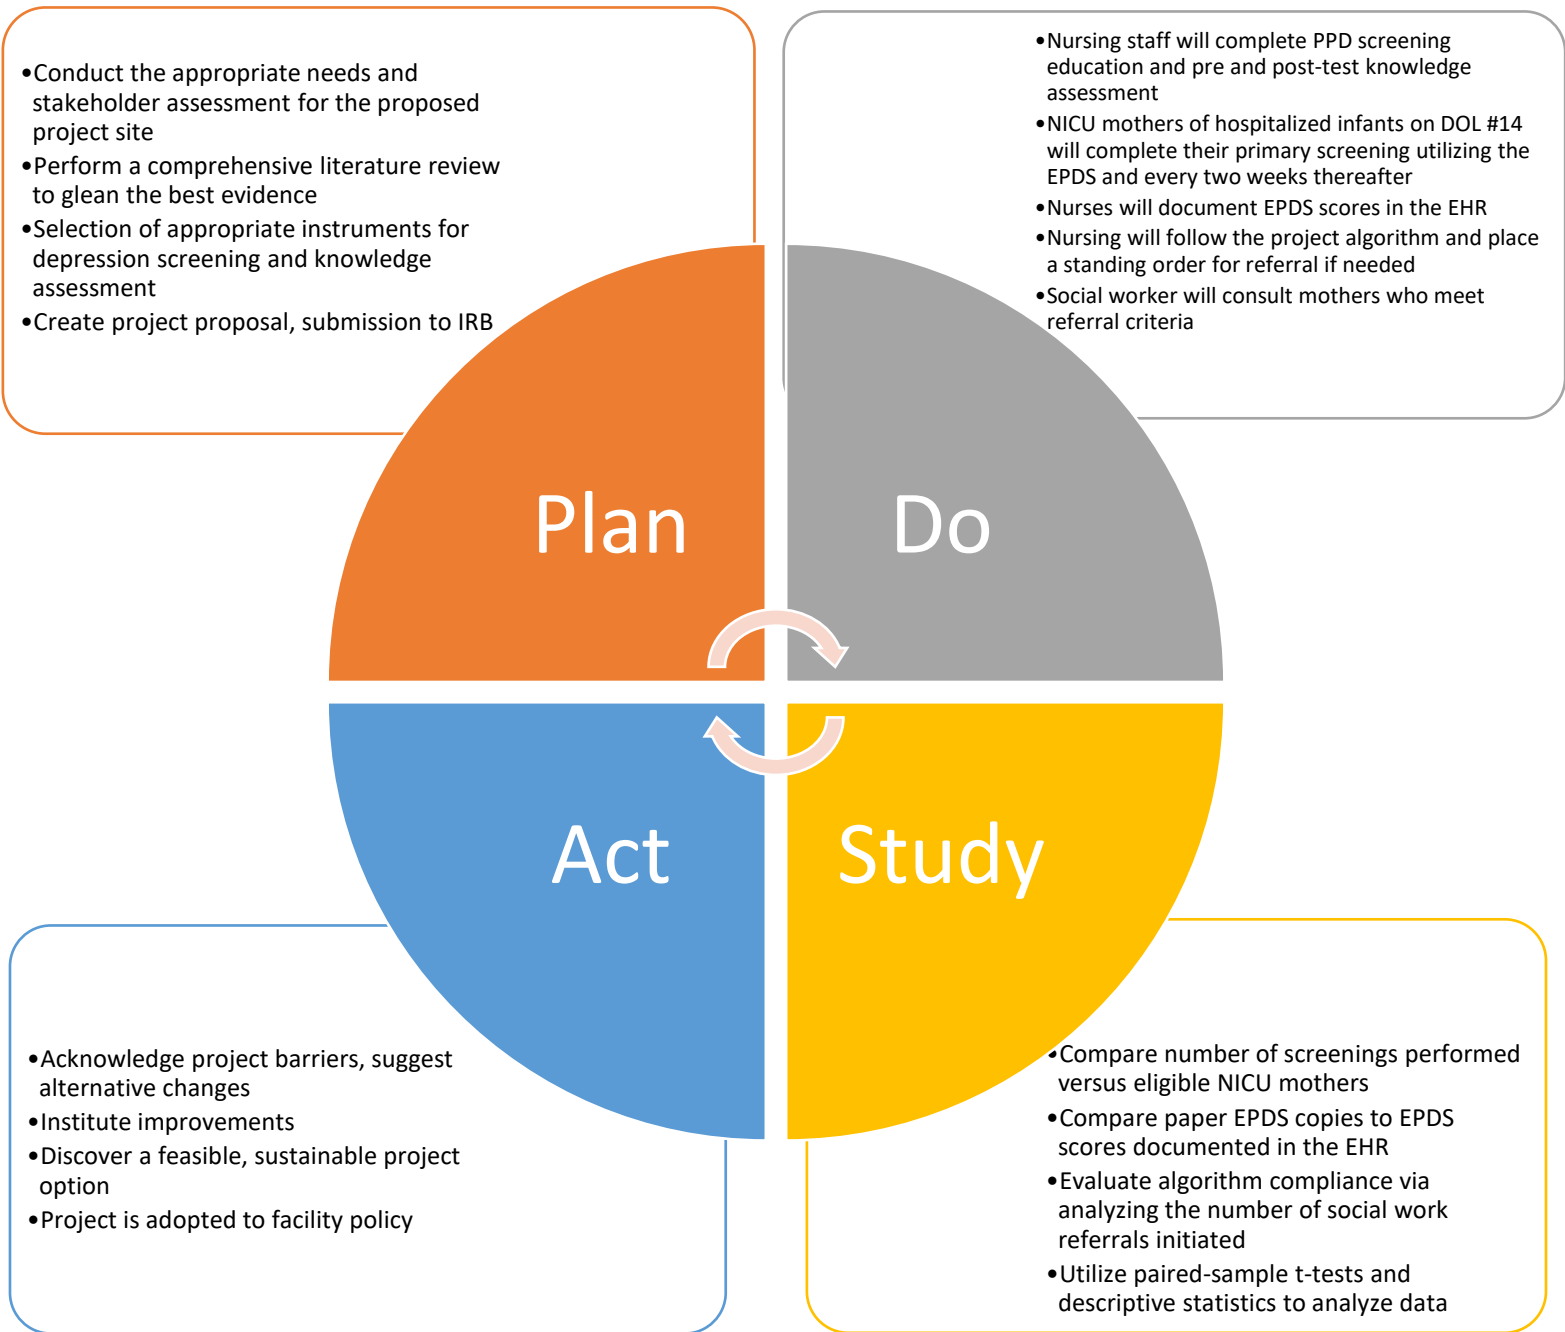 •Conduct the appropriate needs and
stakeholder assessment for the proposed
project site
•Perform a comprehensive literature review
to glean the best evidence
•Selection of appropriate instruments for
depression screening and knowledge
assessment
•Create project proposal, submission to IRB
•Nursing staff will complete PPD screening
education and pre and post-test knowledge
assessment
•NICU mothers of hospitalized infants on DOL #14
will complete their primary screening utilizing the
EPDS and every two weeks thereafter
•Nurses will document EPDS scores in the EHR
•Nursing will follow the project algorithm and place
a standing order for referral if needed
•Social worker will consult mothers who meet
referral criteria
Plan
Do
Act
Study
•Acknowledge project barriers, suggest
alternative changes
•Institute improvements
•Discover a feasible, sustainable project
option
•Project is adopted to facility policy
•Compare number of screenings performed
versus eligible NICU mothers
•Compare paper EPDS copies to EPDS
scores documented in the EHR
•Evaluate algorithm compliance via
analyzing the number of social work
referrals initiated
•Utilize paired-sample t-tests and
descriptive statistics to analyze data